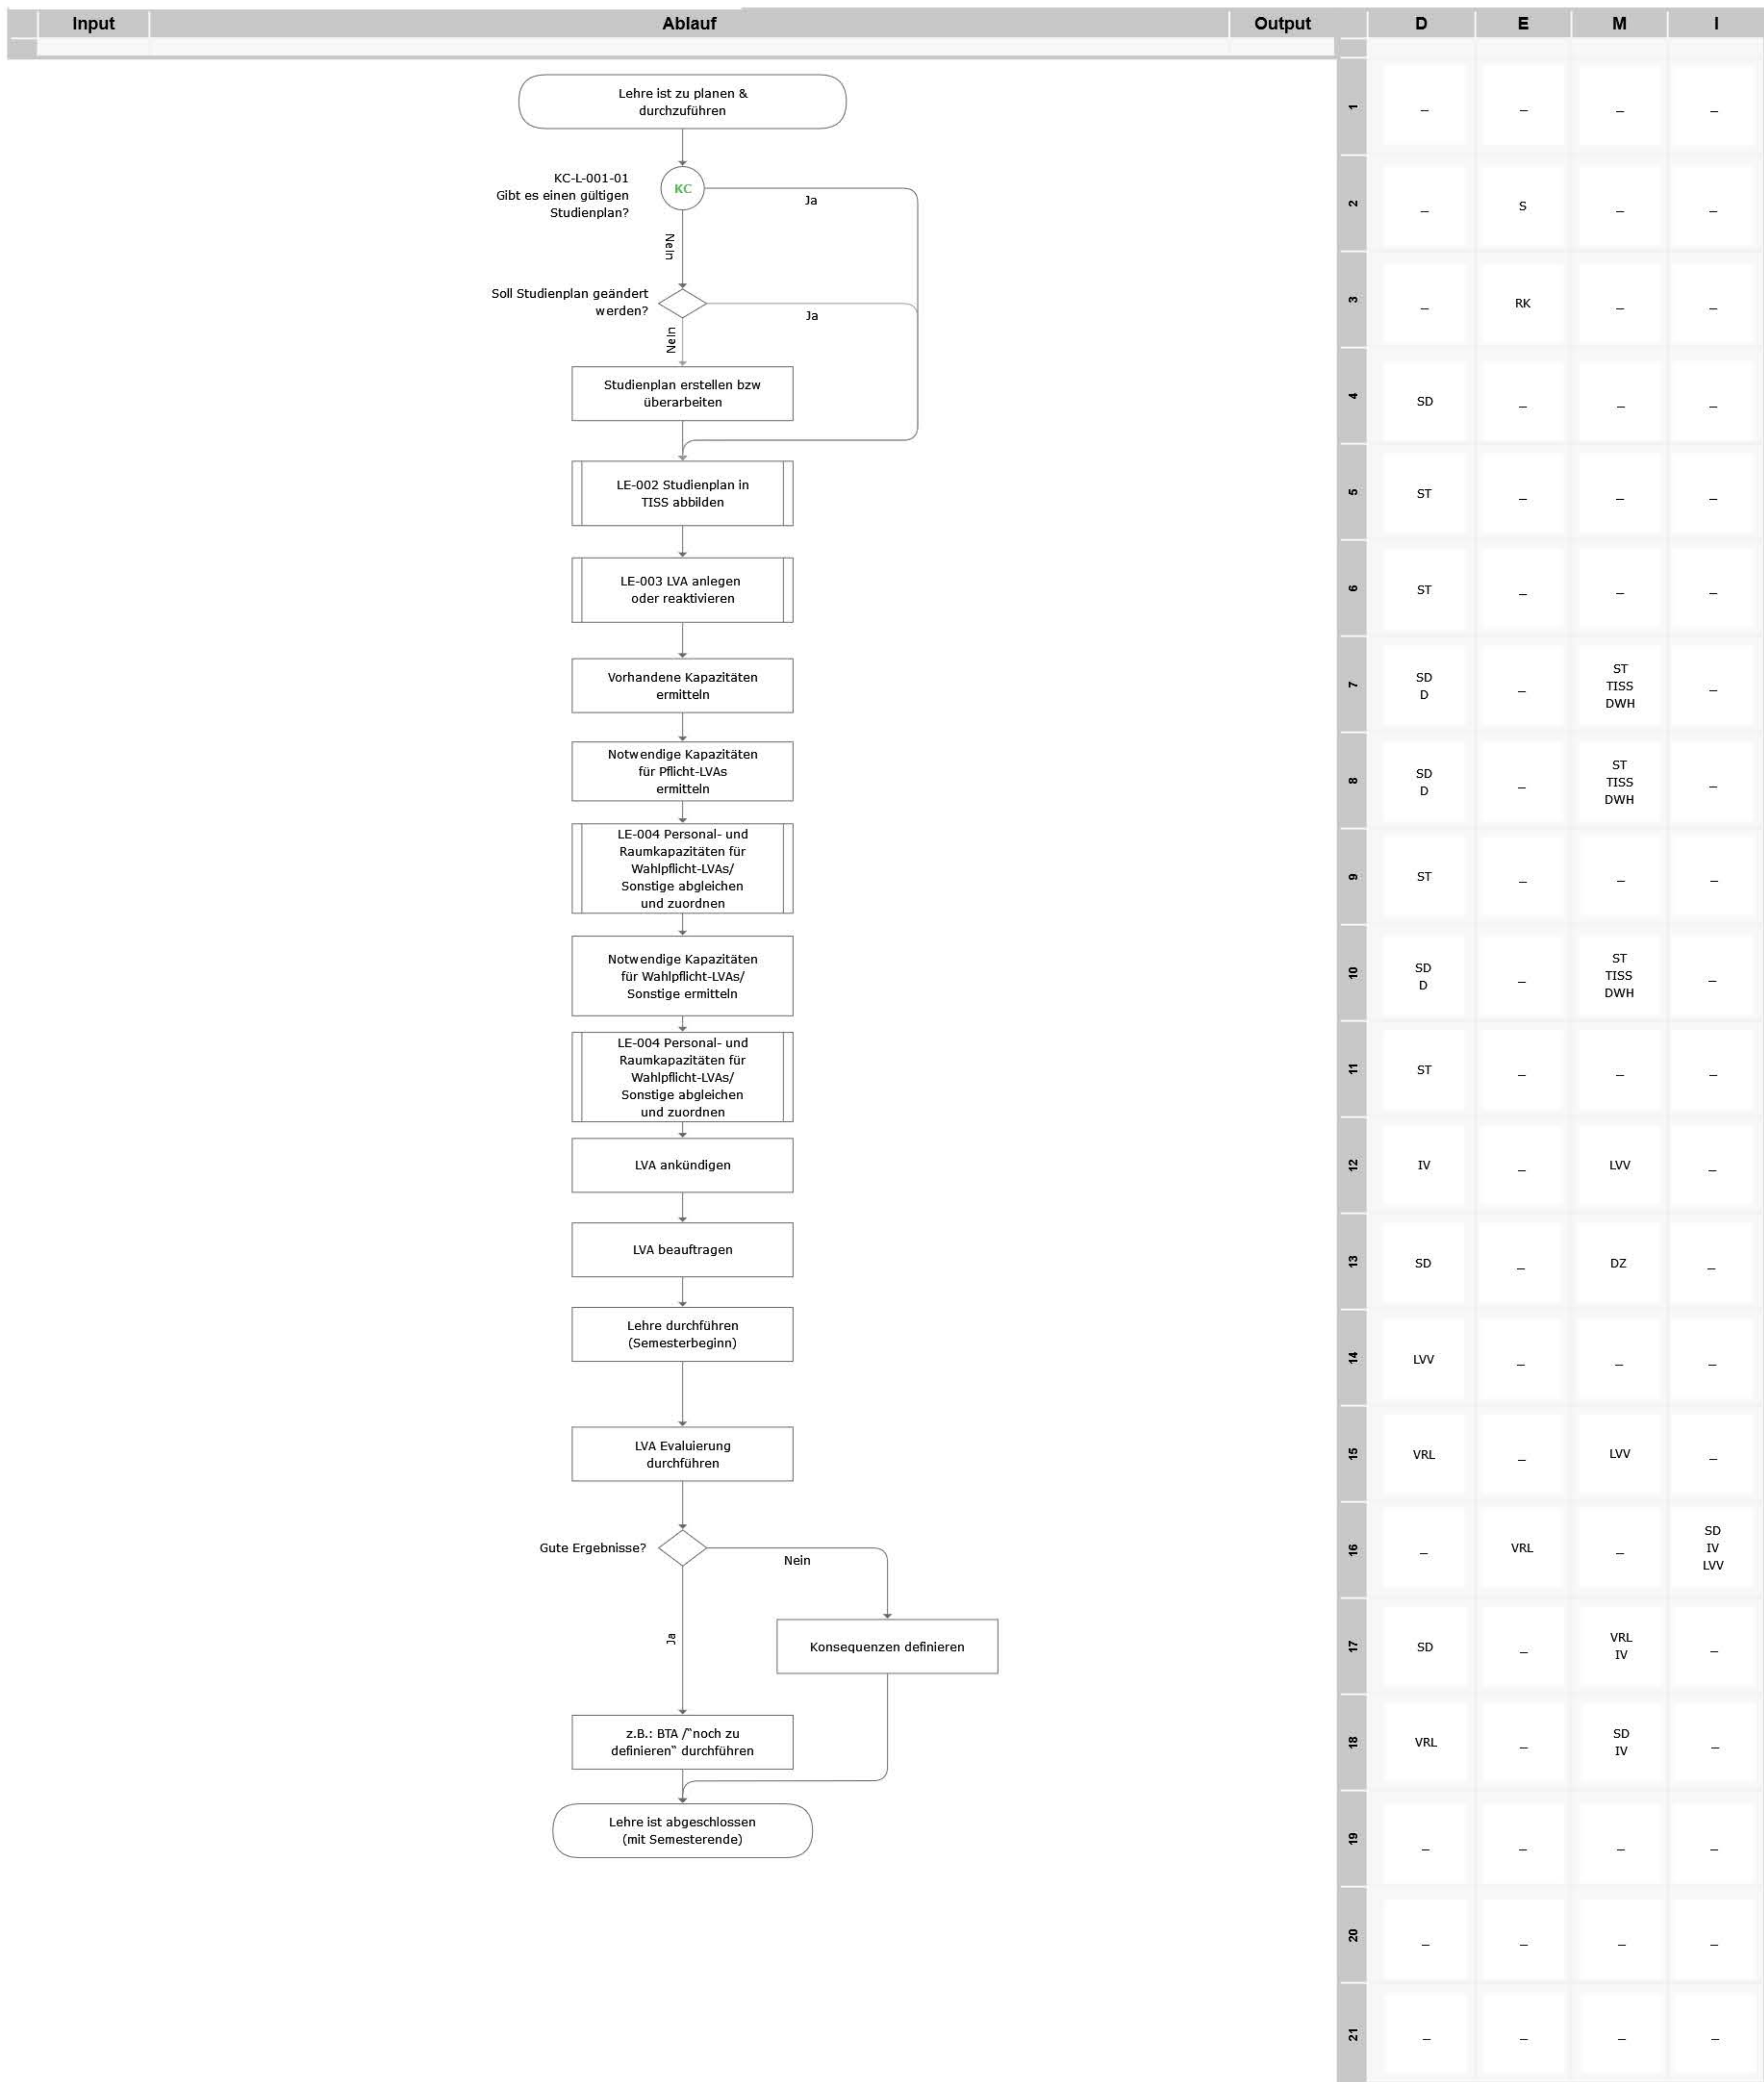 Input Ablauf Output D E M I
Lehre ist zu planen &
durchzuführen
1 _ _ _ _
KC-L-001-01
Gibt es einen gültigen
Studienplan?
KC
Ja
Nein
2 _ S _ _
Soll Studienplan geändert
werden?
Ja
Nein
3 _ RK _ _
Studienplan erstellen bzw
überarbeiten
4 SD _ _ _
LE-002 Studienplan in
TISS abbilden
5 ST _ _ _
LE-003 LVA anlegen
oder reaktivieren
6 ST _ _ _
Vorhandene Kapazitäten
ermitteln
7 SD _ ST _
D TISS
DWH
Notwendige Kapazitäten
für Pflicht-LVAs
ermitteln
8 SD _ ST _
D TISS
DWH
LE-004 Personal- und
Raumkapazitäten für
Wahlpflicht-LVAs/
Sonstige abgleichen
und zuordnen
9 ST _ _ _
Notwendige Kapazitäten
für Wahlpflicht-LVAs/
Sonstige ermitteln
10 SD _ ST _
D TISS
DWH
LE-004 Personal- und
Raumkapazitäten für
Wahlpflicht-LVAs/
Sonstige abgleichen
und zuordnen
11 ST _ _ _
LVA ankündigen
12 IV _ LVV _
LVA beauftragen
13 SD _ DZ _
Lehre durchführen
(Semesterbeginn)
14 LVV _ _ _
LVA Evaluierung
durchführen
15 VRL _ LVV _
Gute Ergebnisse?
Nein
16 _ VRL _ SD
IV
LVV
Ja
Konsequenzen definieren
17 SD _ VRL _
IV
z.B.: BTA /"noch zu
definieren" durchführen
18 VRL _ SD _
IV
Lehre ist abgeschlossen
(mit Semesterende)
19 _ _ _ _
20 _ _ _ _
21 _ _ _ _